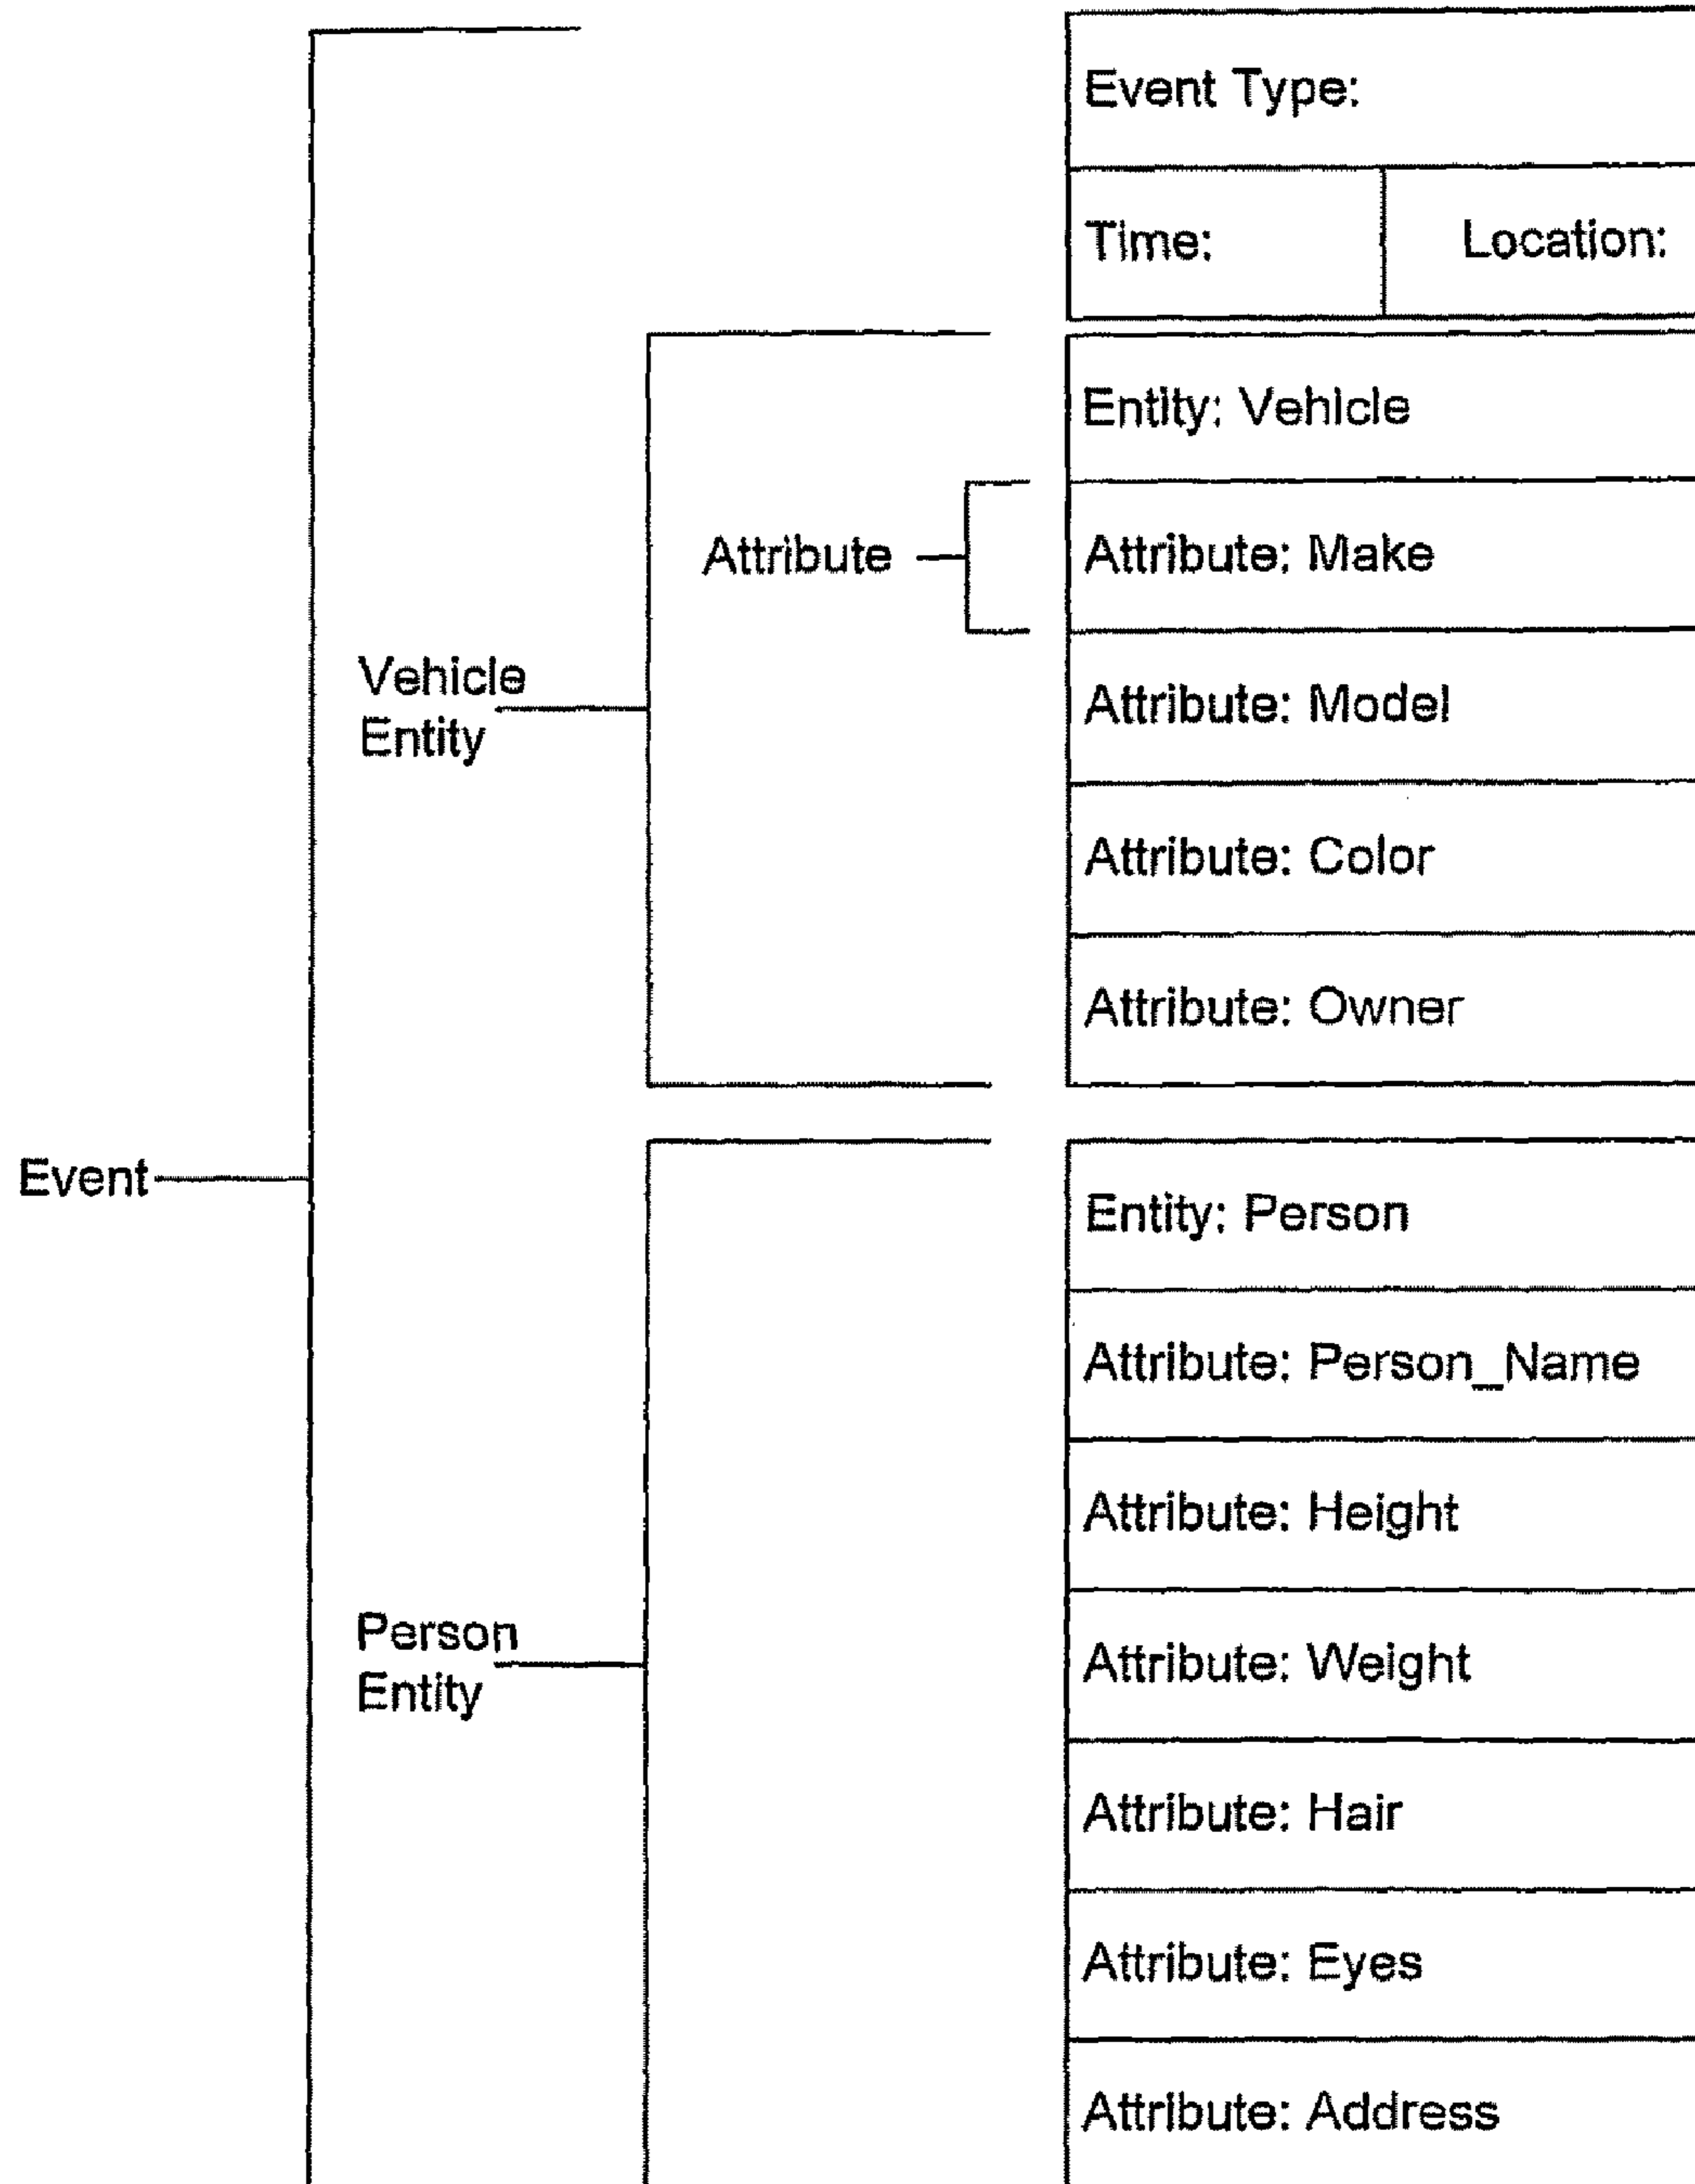 Event Type:
Time: Location:
Entity: Vehicle
Attribute
Attribute: Make
Vehicle
Entity
Attribute: Model
Attribute: Color
Attribute: Owner
Event
Entity: Person
Attribute: Person_Name
Attribute: Height
Person
Entity
Attribute: Weight
Attribute: Hair
Attribute: Eyes
Attribute: Address